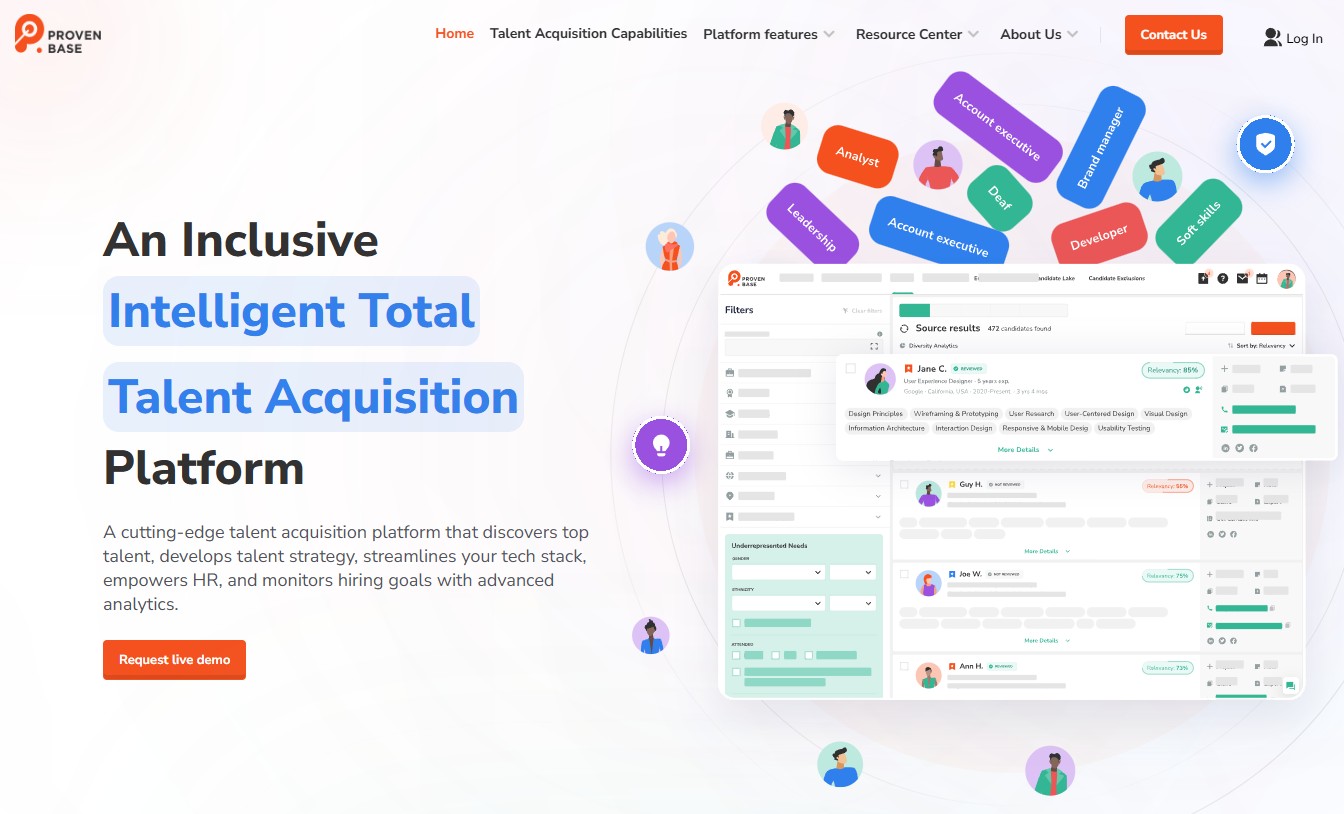 PROVEN
BASE
Home
Talent Acquisition Capabilities
Platform features
Resource Center
About Us
Contact Us
Log In
An Inclusive
Intelligent Total
Talent Acquisition
Platform
A cutting-edge talent acquisition platform that discovers top
talent, develops talent strategy, streamlines your tech stack,
empowers HR, and monitors hiring goals with advanced
analytics.
Request live demo
Account executive
Brand manager
Analyst
Deaf
Leadership
Account executive
Developer
Soft skills
PROVEN
BASE
Candidate Exclusions
Filters
Clear filters
Source results
472 candidates found
Diversity Analytics
Sort by: Relevancy
Jane C.
REVIEWED
Relevancy: 85%
User Experience Designer · 5 years exp.
Google · California, USA · 2020-Present · 3 yrs 4 mos
Design Principles
Wireframing & Prototyping
User Research
User-Centered Design
Visual Design
Information Architecture
Interaction Design
Responsive & Mobile Desig
Usability Testing
More Details
Guy H.
NOT REVIEWED
Relevancy: 55%
More Details
Underrepresented Needs
GENDER
ETHNICITY
Joe W.
NOT REVIEWED
Relevancy: 75%
More Details
Ann H.
REVIEWED
Relevancy: 73%